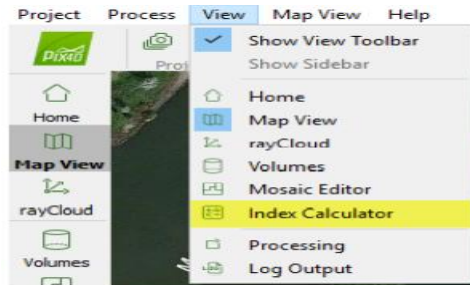 Project Process View Map View Help
PIX4D
Show View Toolbar
Show Sidebar
Home
Map View
rayCloud
Volumes
Home
Map View
rayCloud
Volumes
Mosaic Editor
Index Calculator
Processing
Log Output